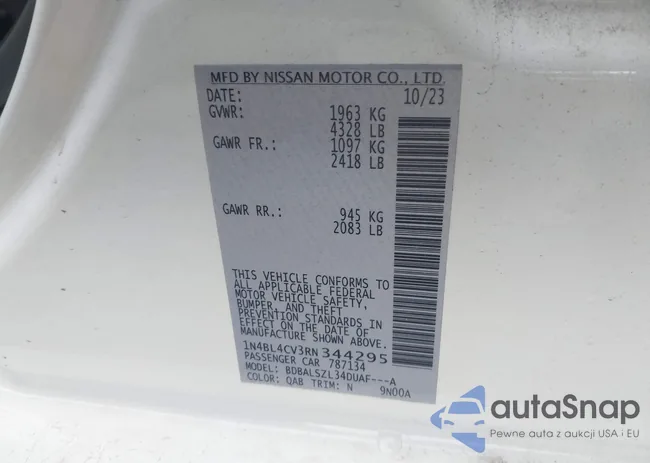 MFD BY NISSAN MOTOR CO., LTD.
DATE: 10/23
GVWR: 1963 KG
4328 LB
GAWR FR.: 1097 KG
2418 LB
GAWR RR.: 945 KG
2083 LB
THIS VEHICLE CONFORMS TO
ALL APPLICABLE FEDERAL
MOTOR VEHICLE SAFETY,
BUMPER, AND THEFT
PREVENTION STANDARDS IN
EFFECT ON THE DATE OF
MANUFACTURE SHOWN ABOVE.
1N4BL4CV3RN344295
PASSENGER CAR 787134
MODEL: BDBALSZL34DUAF---A
COLOR: QAB TRIM: N 9N00A
autaSnap
Pewne auta z aukcji USA i EU